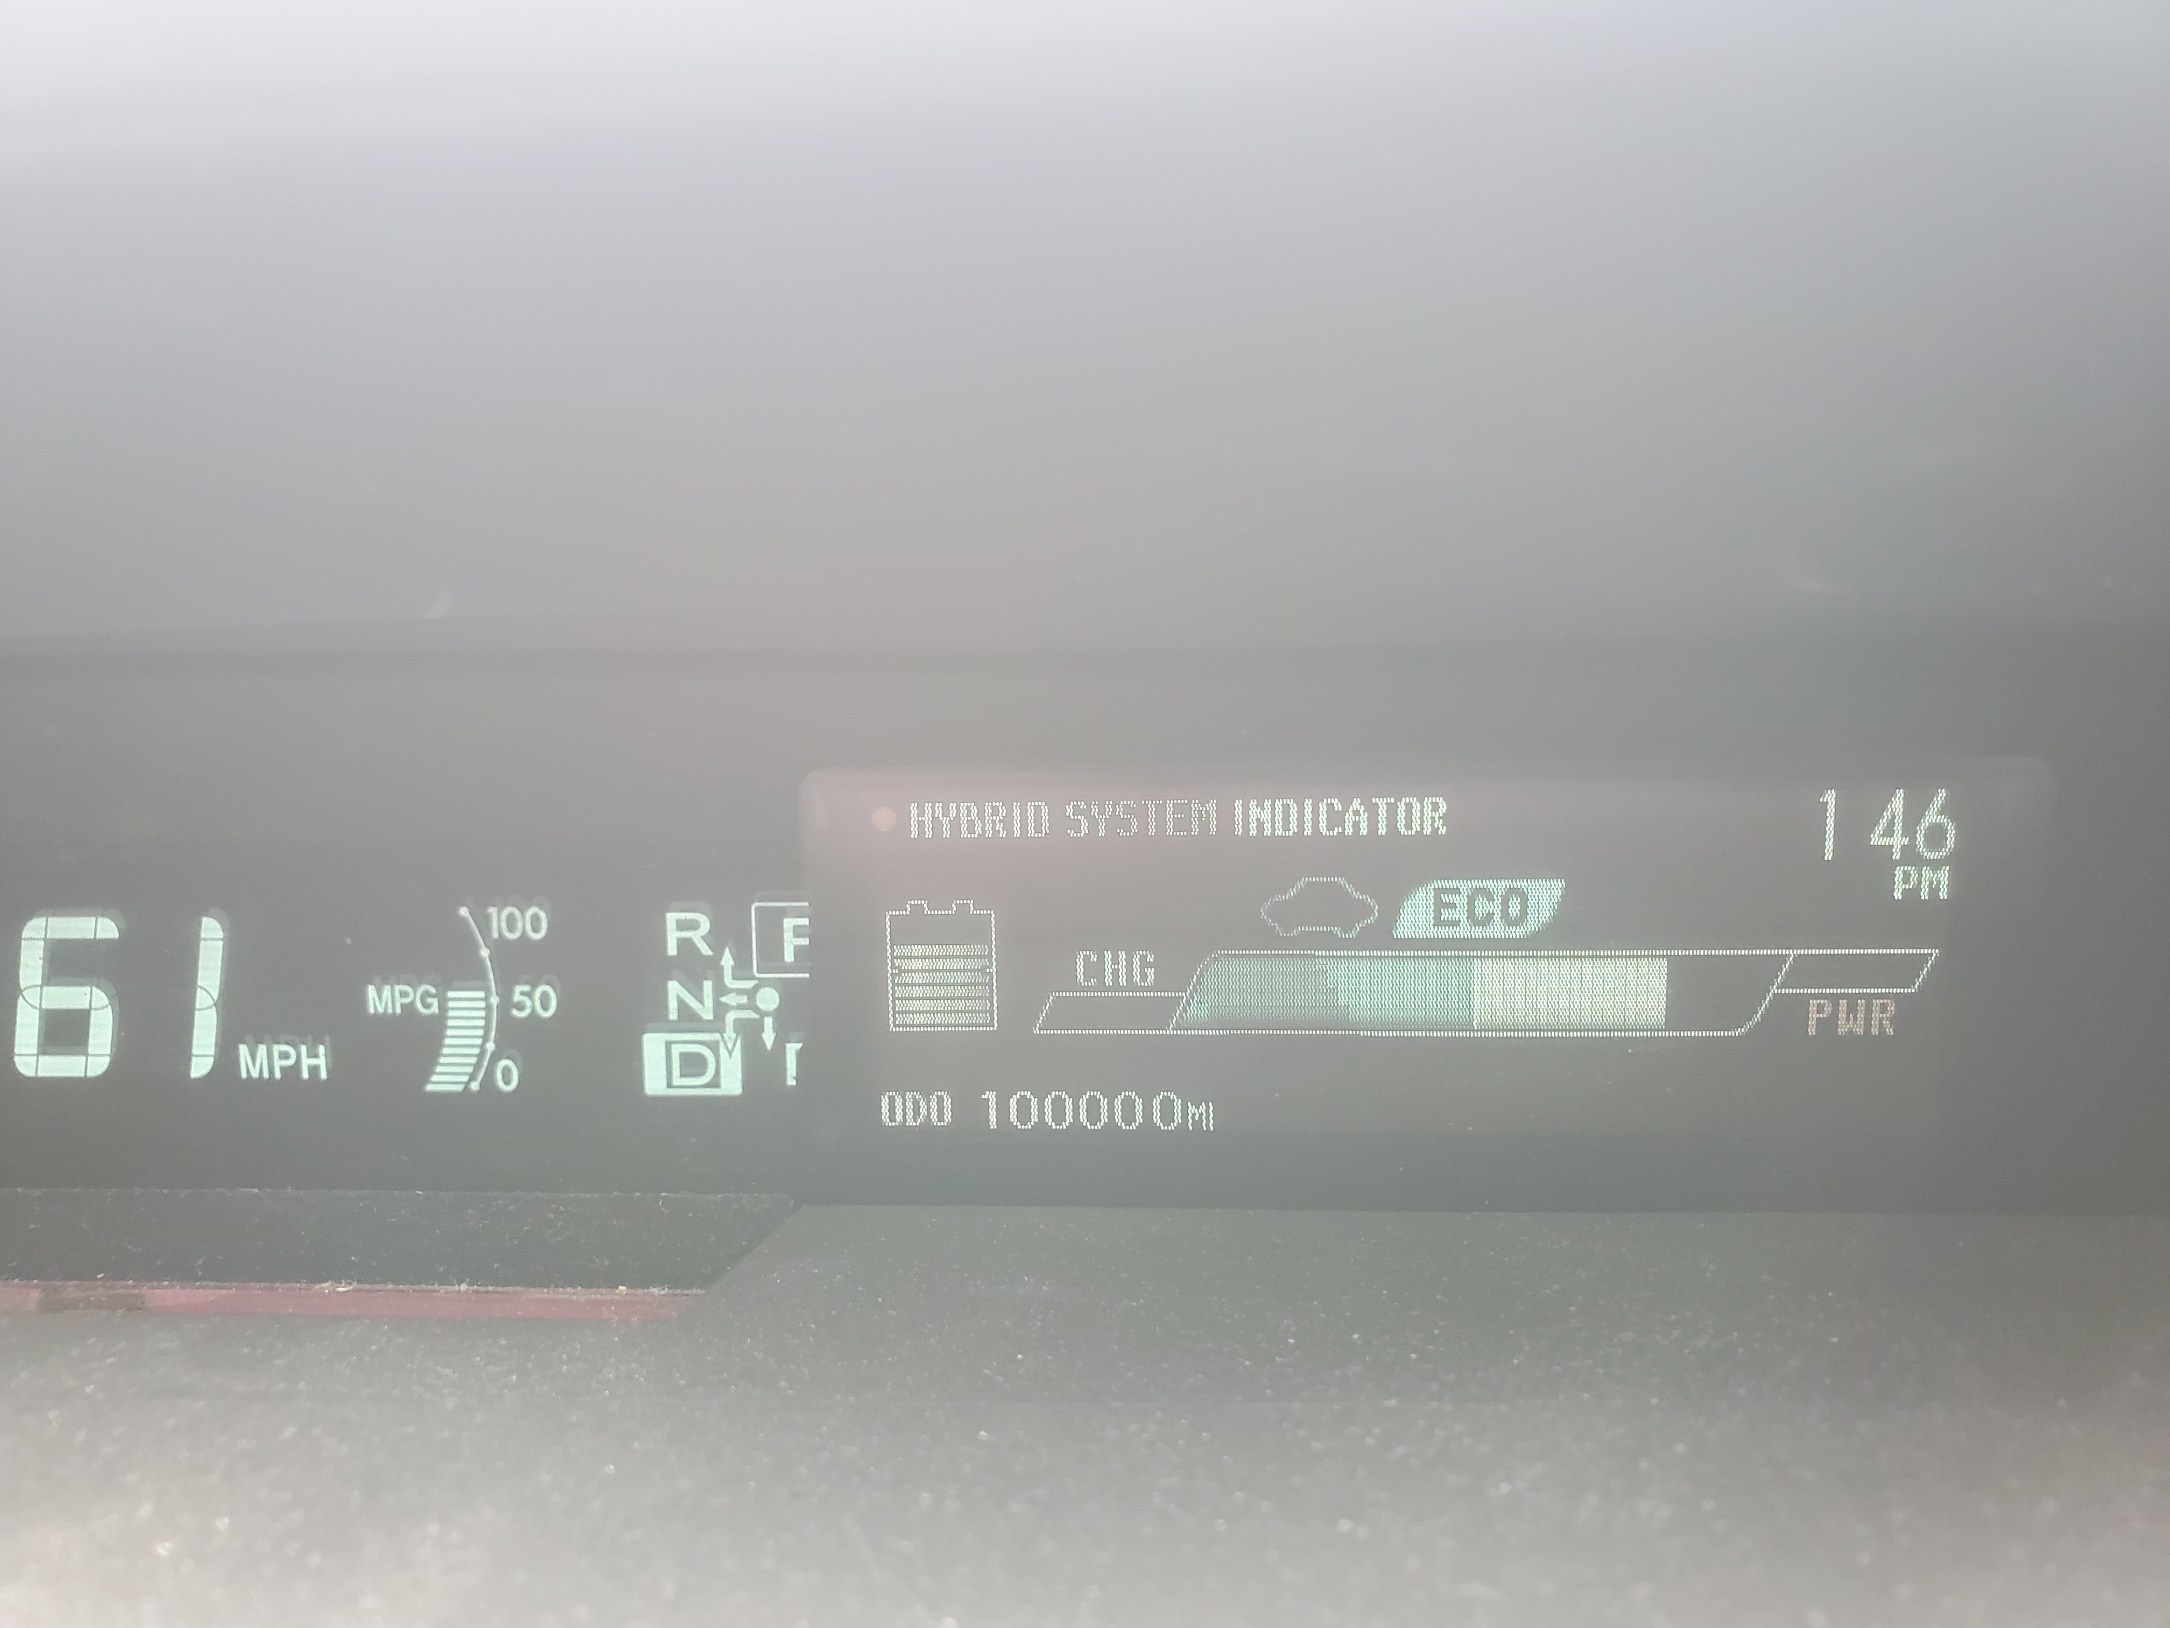 HYBRID SYSTEM INDICATOR
1 46
PM
ECO
CHG
PWR
61 MPH
MPG
100
50
0
R
N
D
ODO 100000MI